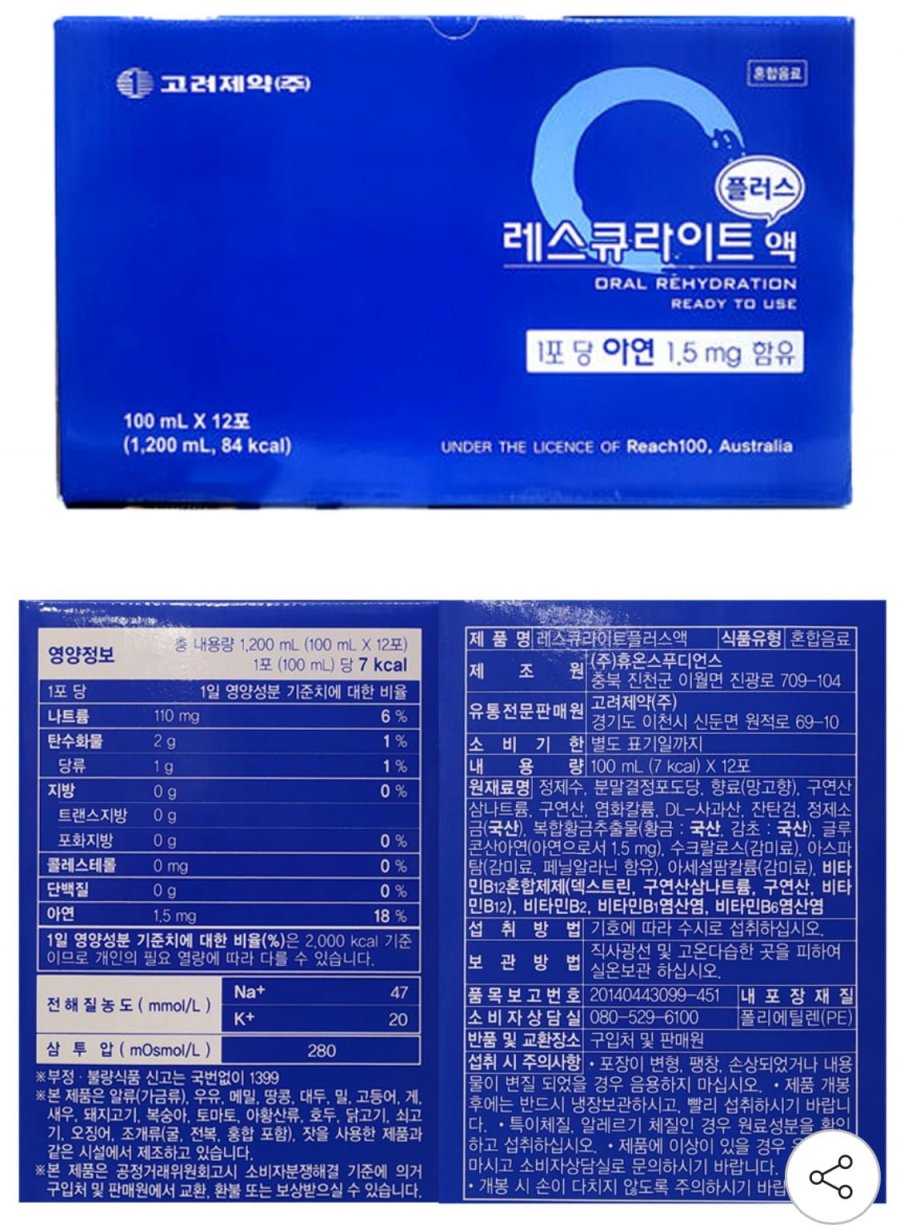 고려제약(주)
혼합음료
플러스
레스큐라이트 액
ORAL REHYDRATION
READY TO USE
1포 당 아연 1.5 mg 함유
100 mL X 12포
(1,200 mL, 84 kcal)
UNDER THE LICENCE OF Reach100, Australia
영양정보
총 내용량 1,200 mL (100 mL X 12포)
1포 (100 mL) 당 7 kcal
1포 당 1일 영양성분 기준치에 대한 비율
나트륨 110 mg 6 %
탄수화물 2 g 1 %
당류 1 g 1 %
지방 0 g 0 %
트랜스지방 0 g
포화지방 0 g 0 %
콜레스테롤 0 mg 0 %
단백질 0 g 0 %
아연 1.5 mg 18 %
1일 영양성분 기준치에 대한 비율(%)은 2,000 kcal 기준
이므로 개인의 필요 열량에 따라 다를 수 있습니다.
전해질농도 ( mmol/L ) Na+ 47
K+ 20
삼 투 압 ( mOsmol/L ) 280
※부정 · 불량식품 신고는 국번없이 1399
※본 제품은 알류(가금류), 우유, 메밀, 땅콩, 대두, 밀, 고등어, 게,
새우, 돼지고기, 복숭아, 토마토, 아황산류, 호두, 닭고기, 쇠고
기, 오징어, 조개류(굴, 전복, 홍합 포함), 잣을 사용한 제품과
같은 시설에서 제조하고 있습니다.
※본 제품은 공정거래위원회고시 소비자분쟁해결 기준에 의거
구입처 및 판매원에서 교환, 환불 또는 보상받으실 수 있습니다.
제 품 명 레스큐라이트플러스액 식품유형 혼합음료
제 조 원 (주)휴온스푸디언스
충북 진천군 이월면 진광로 709-104
유통전문판매원 고려제약(주)
경기도 이천시 신둔면 원적로 69-10
소 비 기 한 별도 표기일까지
내 용 량 100 mL (7 kcal) X 12포
원재료명 정제수, 분말결정포도당, 향료(망고향), 구연산
삼나트륨, 구연산, 염화칼륨, DL-사과산, 잔탄검, 정제소
금(국산), 복합황금추출물(황금 : 국산, 감초 : 국산), 글루
콘산아연(아연으로서 1.5 mg), 수크랄로스(감미료), 아스파
탐(감미료, 페닐알라닌 함유), 아세설팜칼륨(감미료), 비타
민B12혼합제제(덱스트린, 구연산삼나트륨, 구연산, 비타
민B12), 비타민B2, 비타민B1염산염, 비타민B6염산염
섭 취 방 법 기호에 따라 수시로 섭취하십시오.
보 관 방 법 직사광선 및 고온다습한 곳을 피하여
실온보관 하십시오.
품목보고번호 20140443099-451 내 포 장 재 질
소비자상담실 080-529-6100 폴리에틸렌(PE)
반품 및 교환장소 구입처 및 판매원
섭취 시 주의사항 • 포장이 변형, 팽창, 손상되었거나 내용
물이 변질 되었을 경우 음용하지 마십시오. • 제품 개봉
후에는 반드시 냉장보관하시고, 빨리 섭취하시기 바랍니
다. • 특이체질, 알레르기 체질인 경우 원료성분을 확인
하고 섭취하십시오. • 제품에 이상이 있을 경우
마시고 소비자상담실로 문의하시기 바랍니다.
• 개봉 시 손이 다치지 않도록 주의하시기 바랍